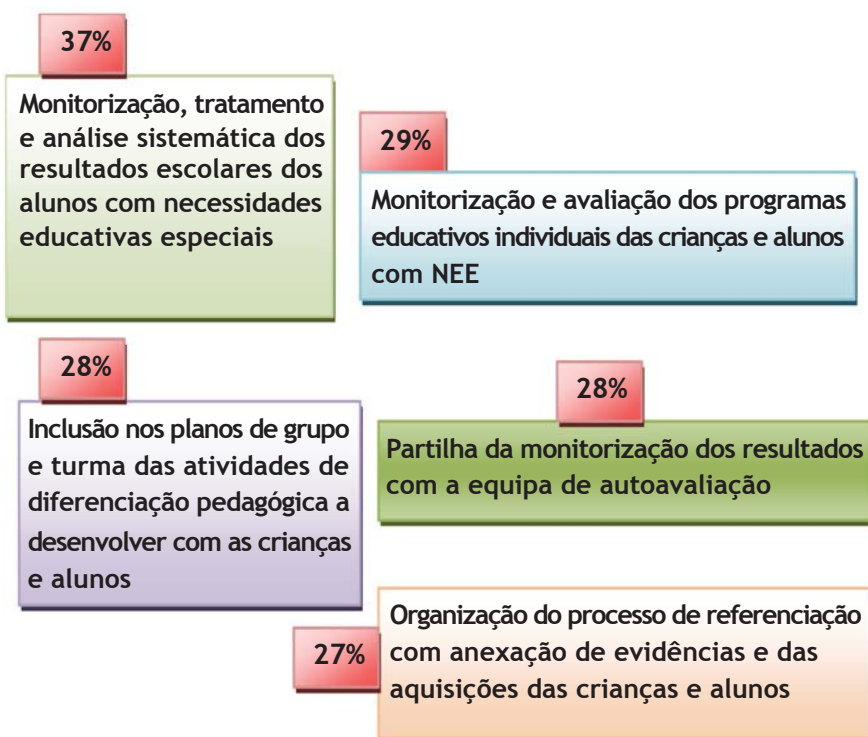 37%
Monitorização, tratamento
e análise sistemática dos
resultados escolares dos
alunos com necessidades
educativas especiais
29%
Monitorização e avaliação dos programas
educativos individuais das crianças e alunos
com NEE
28%
Inclusão nos planos de grupo
e turma das atividades de
diferenciação pedagógica a
desenvolver com as crianças
e alunos
28%
Partilha da monitorização dos resultados
com a equipa de autoavaliação
27%
Organização do processo de referenciação
com anexação de evidências e das
aquisições das crianças e alunos